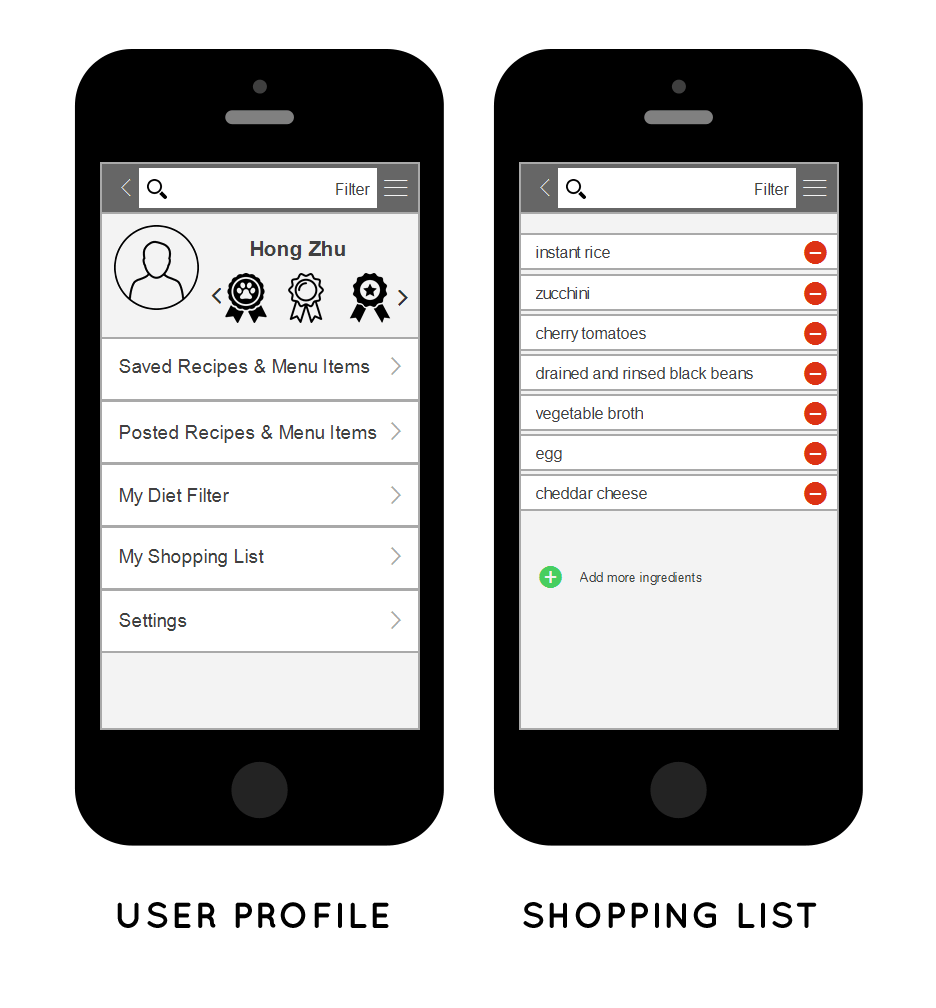 Filter
Hong Zhu
Saved Recipes & Menu Items
Posted Recipes & Menu Items
My Diet Filter
My Shopping List
Settings
USER PROFILE
Filter
instant rice
zucchini
cherry tomatoes
drained and rinsed black beans
vegetable broth
egg
cheddar cheese
Add more ingredients
SHOPPING LIST